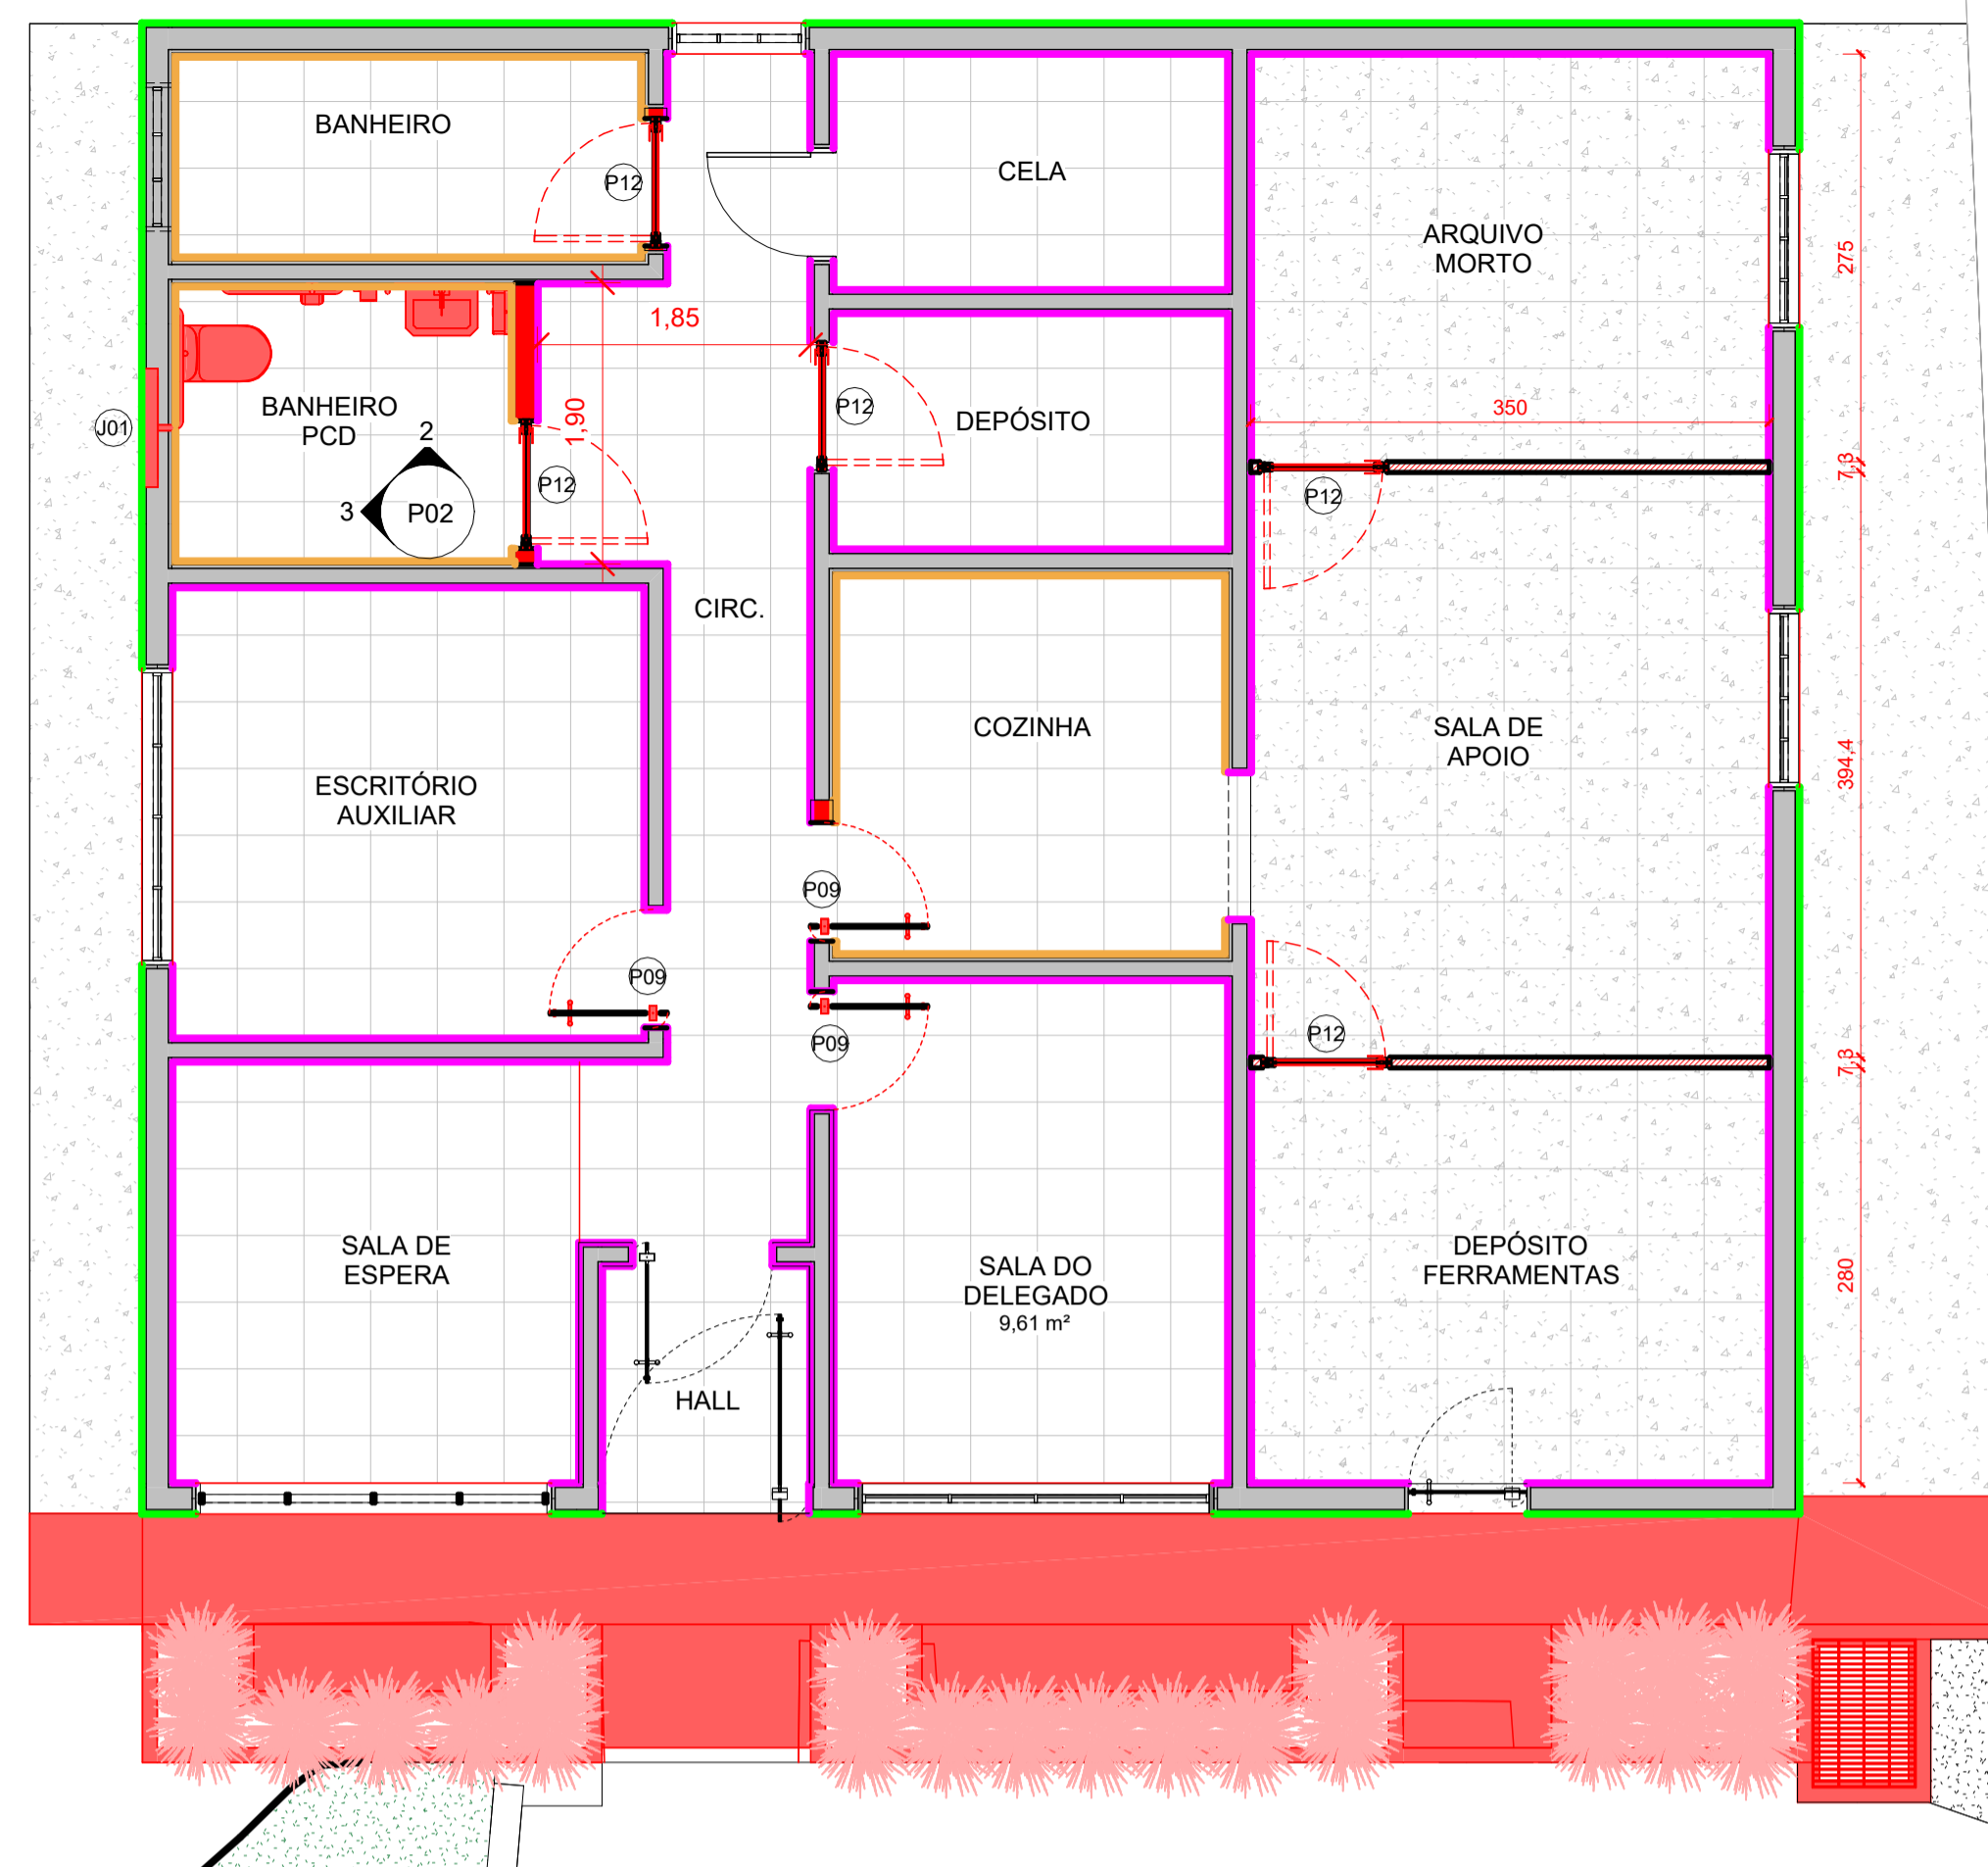 BANHEIRO
P12
CELA
ARQUIVO
MORTO
275
1,85
BANHEIRO
PCD
J01
2
3
P02
1,90
P12
P12
DEPÓSITO
350
7,3
P12
CIRC.
COZINHA
SALA DE
APOIO
394,4
ESCRITÓRIO
AUXILIAR
P09
P09
P09
P12
7,3
SALA DE
ESPERA
SALA DO
DELEGADO
9,61 m²
DEPÓSITO
FERRAMENTAS
280
HALL